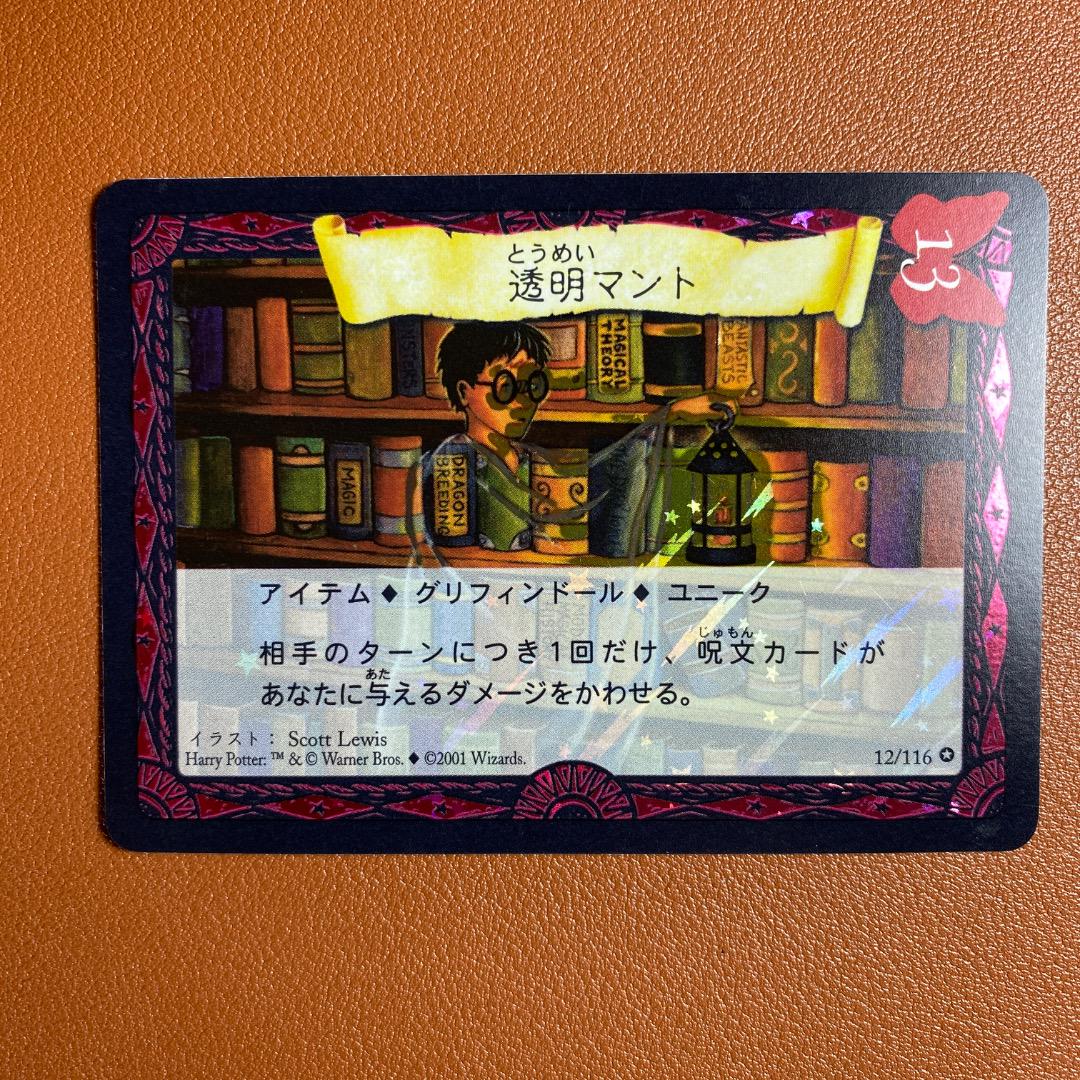 とうめい
透明マント
13
MAGICAL
THEORY
MAGIC
DRAGON
BREEDING
アイテム◆ グリフィンドール◆ ユニーク
じゅもん
相手のターンにつき1回だけ、呪文カードが
あた
あなたに与えるダメージをかわせる。
イラスト: Scott Lewis
Harry Potter: ™ & © Warner Bros. ◆ ©2001 Wizards.
12/116 ✪